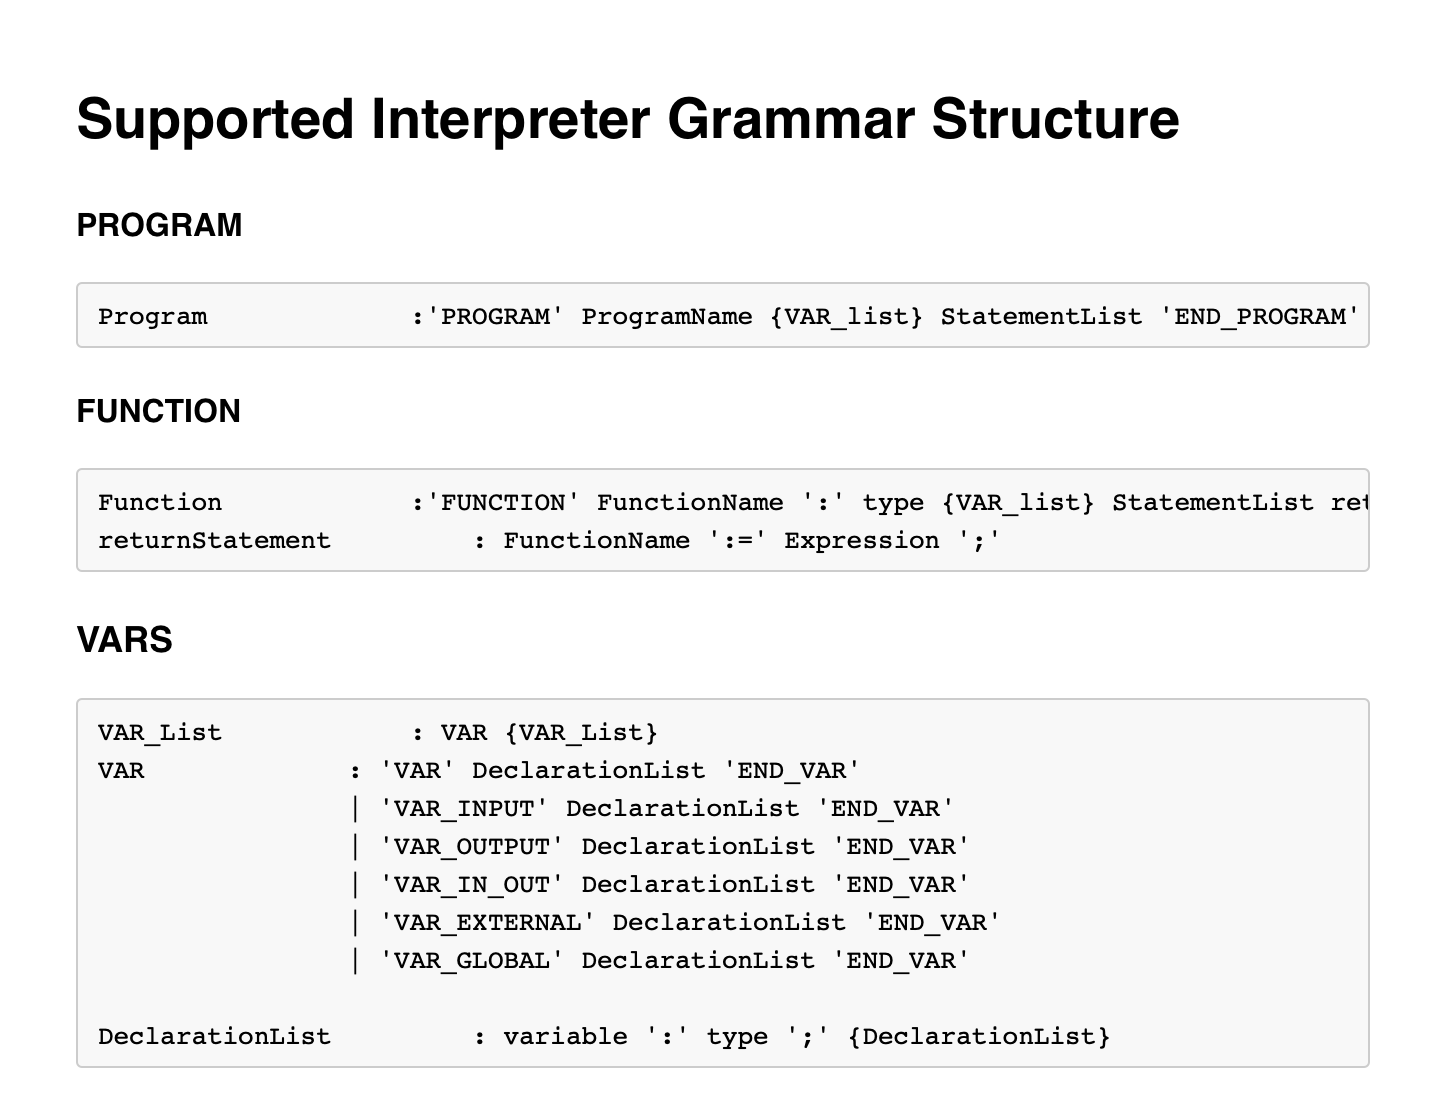 Supported Interpreter Grammar Structure
PROGRAM
Program             :'PROGRAM' ProgramName {VAR_list} StatementList 'END_PROGRAM'
FUNCTION
Function            :'FUNCTION' FunctionName ':' type {VAR_list} StatementList
returnStatement         : FunctionName ':=' Expression ';'
VARS
VAR_List            : VAR {VAR_List}
VAR             : 'VAR' DeclarationList 'END_VAR'
                | 'VAR_INPUT' DeclarationList 'END_VAR'
                | 'VAR_OUTPUT' DeclarationList 'END_VAR'
                | 'VAR_IN_OUT' DeclarationList 'END_VAR'
                | 'VAR_EXTERNAL' DeclarationList 'END_VAR'
                | 'VAR_GLOBAL' DeclarationList 'END_VAR'
DeclarationList         : variable ':' type ';' {DeclarationList}